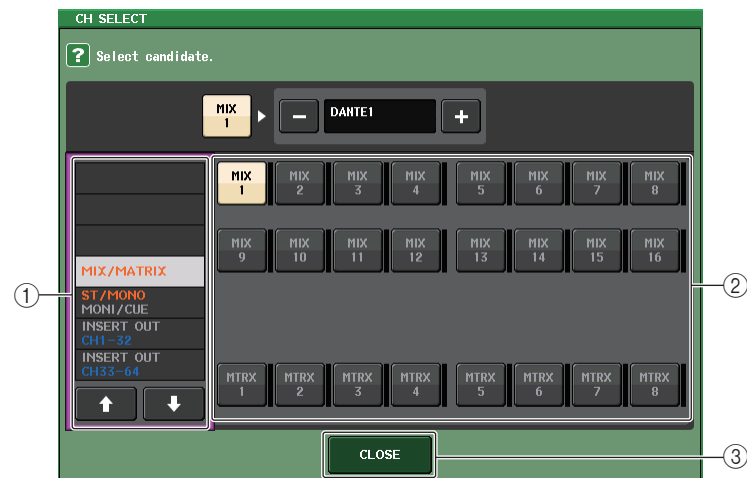 CH SELECT
? Select candidate.
MIX 1 DANTE1
MIX/MATRIX
ST/MONO
MONI/CUE
INSERT OUT
CH1-32
INSERT OUT
CH33-64
MIX 1 MIX 2 MIX 3 MIX 4 MIX 5 MIX 6 MIX 7 MIX 8
MIX 9 MIX 10 MIX 11 MIX 12 MIX 13 MIX 14 MIX 15 MIX 16
MTRX 1 MTRX 2 MTRX 3 MTRX 4 MTRX 5 MTRX 6 MTRX 7 MTRX 8
CLOSE
①
②
③